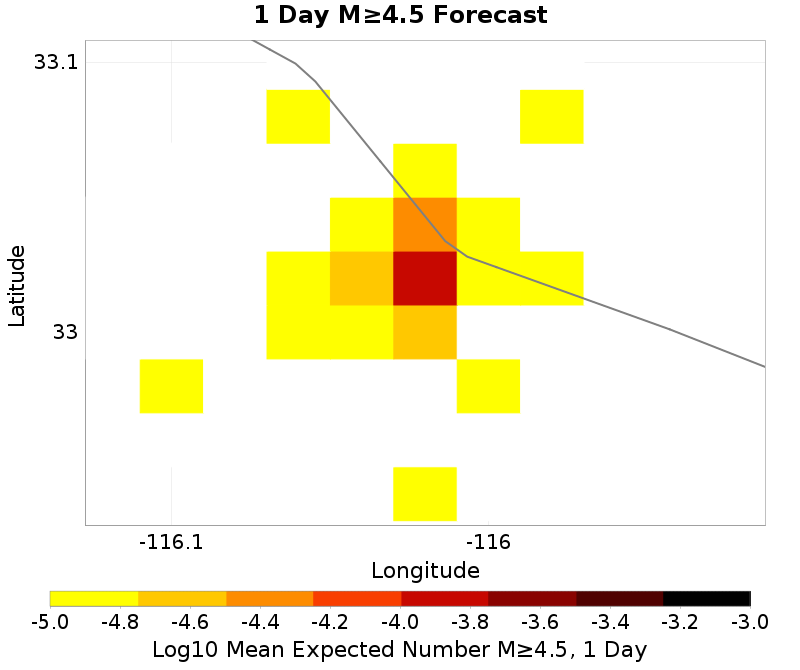 1 Day M≥4.5 Forecast
33.1
33
Latitude
-116.1 -116
Longitude
-5.0 -4.8 -4.6 -4.4 -4.2 -4.0 -3.8 -3.6 -3.4 -3.2 -3.0
Log10 Mean Expected Number M≥4.5, 1 Day